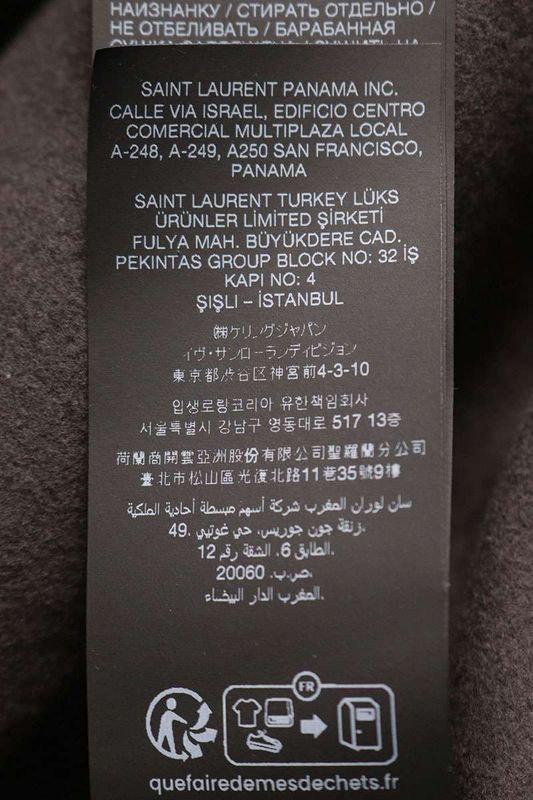 НАИЗНАНКУ / СТИРАТЬ ОТДЕЛЬНО /
НЕ ОТБЕЛИВАТЬ / БАРАБАННАЯ
SAINT LAURENT PANAMA INC.
CALLE VIA ISRAEL, EDIFICIO CENTRO
COMERCIAL MULTIPLAZA LOCAL
A-248, A-249, A250 SAN FRANCISCO,
PANAMA
SAINT LAURENT TURKEY LÜKS
ÜRÜNLER LIMITED ŞIRKETI
FULYA MAH. BÜYÜKDERE CAD.
PEKINTAS GROUP BLOCK NO: 32 İŞ
KAPI NO: 4
ŞIŞLI – İSTANBUL
㈱ケリングジャパン
イヴ・サンローランディビジョン
東京都渋谷区神宮前4-3-10
입생로랑코리아 유한책임회사
서울특별시 강남구 영동대로 517 13층
荷蘭商開雲亞洲股份有限公司聖羅蘭分公司
臺北市松山區光復北路11巷35號9樓
سان لوران المغرب شركة أسهم مبسطة أحادية الملكية
49، زنقة جون جوريس، حي غوتيي.
الطابق 6. الشقة رقم 12.
ص.ب. 20060.
المغرب الدار البيضاء.
FR
quefairedemesdechets.fr